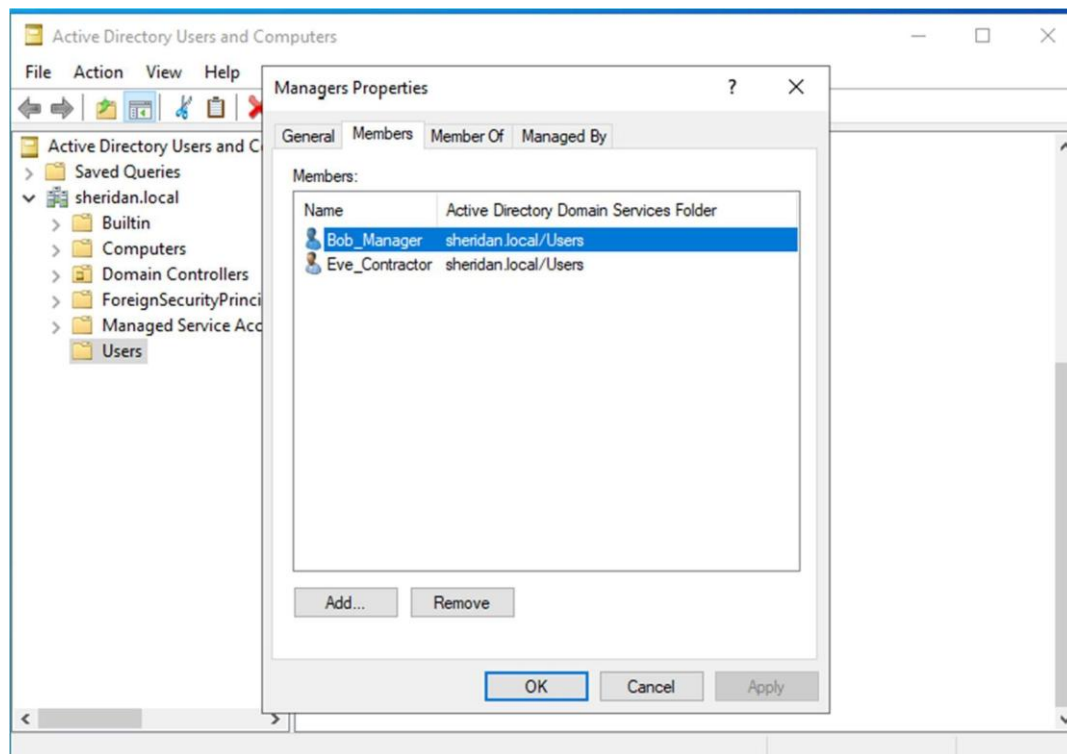 Active Directory Users and Computers
File Action View Help
Active Directory Users and C
Saved Queries
sheridan.local
Builtin
Computers
Domain Controllers
ForeignSecurityPrinci
Managed Service Acc
Users
Managers Properties
?
General Members Member Of Managed By
Members:
Name Active Directory Domain Services Folder
Bob_Manager sheridan.local/Users
Eve_Contractor sheridan.local/Users
Add... Remove
OK Cancel Apply